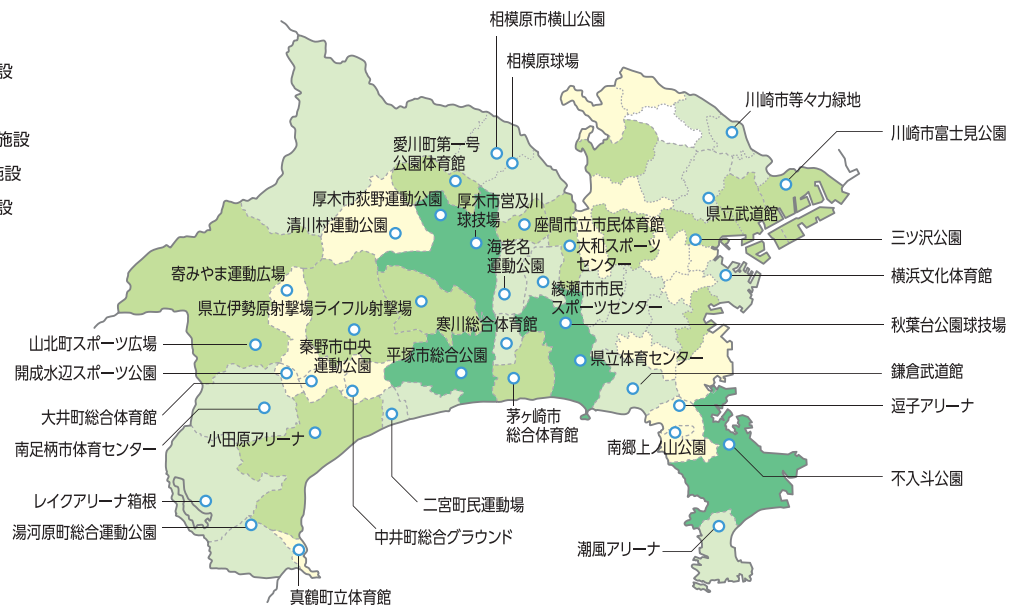 設
施設
施設
設
相模原市横山公園
相模原球場
川崎市等々力緑地
川崎市富士見公園
愛川町第一号
公園体育館
厚木市荻野運動公園
厚木市営及川
球技場
清川村運動公園
座間市立市民体育館
県立武道館
三ツ沢公園
大和スポーツ
センター
海老名
運動公園
寄みやま運動広場
横浜文化体育館
綾瀬市市民
スポーツセンター
県立伊勢原射撃場ライフル射撃場
寒川総合体育館
秋葉台公園球技場
山北町スポーツ広場
秦野市中央
運動公園
平塚市総合公園
県立体育センター
開成水辺スポーツ公園
鎌倉武道館
大井町総合体育館
茅ヶ崎市
総合体育館
逗子アリーナ
南足柄市体育センター
小田原アリーナ
南郷上ノ山公園
不入斗公園
レイクアリーナ箱根
二宮町民運動場
湯河原町総合運動公園
中井町総合グラウンド
潮風アリーナ
真鶴町立体育館